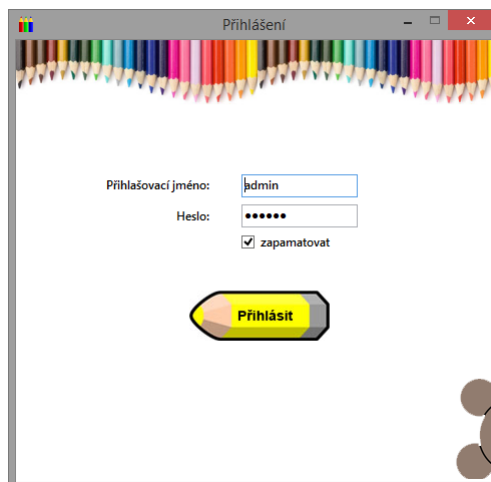 Přihlášení
Přihlašovací jméno: admin
Heslo: ●●●●●●
zapamatovat
Přihlásit